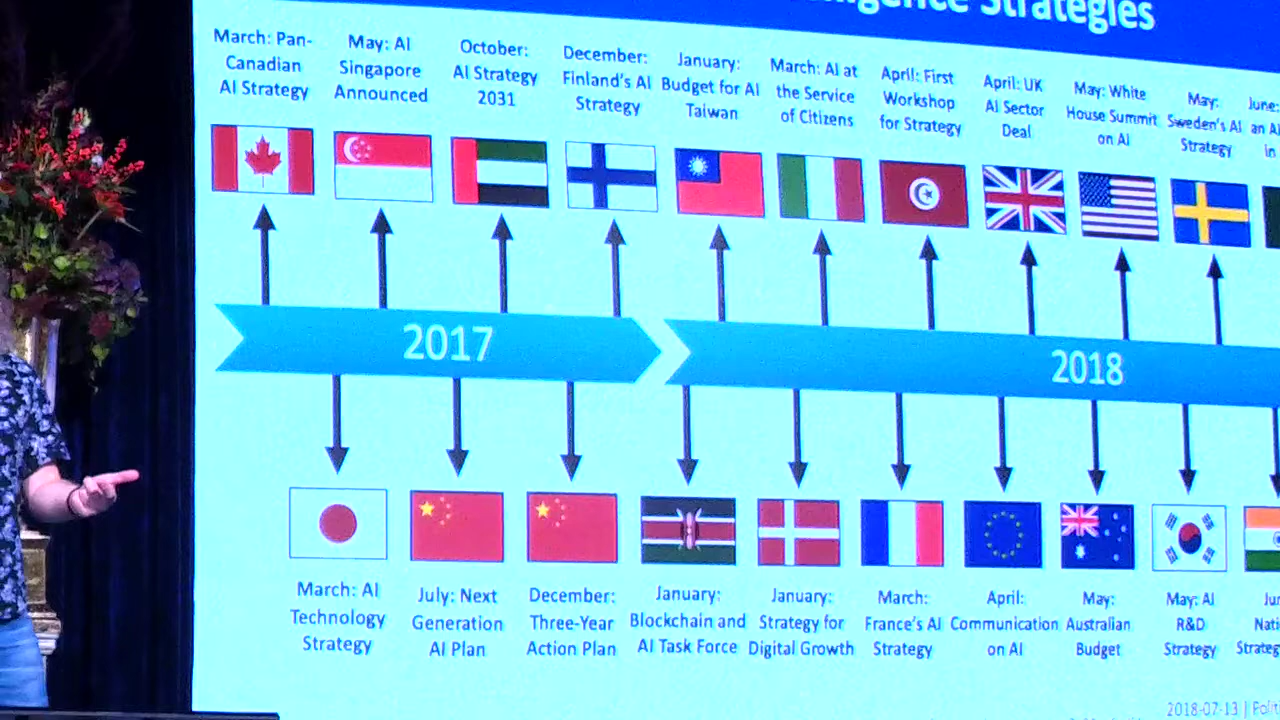 Strategies
March: Pan-
Canadian
AI Strategy
May: AI
Singapore
Announced
October:
AI Strategy
2031
December:
Finland's AI
Strategy
January:
Budget for AI
Taiwan
March: AI at
the Service
of Citizens
April: First
Workshop
for Strategy
April: UK
AI Sector
Deal
May: White
House Summit
on AI
May:
Sweden's AI
Strategy
June:
an
in
2017
2018
March: AI
Technology
Strategy
July: Next
Generation
AI Plan
December:
Three-Year
Action Plan
January:
Blockchain and
AI Task Force
January:
Strategy for
Digital Growth
March:
France's AI
Strategy
April:
Communication
on AI
May:
Australian
Budget
May: AI
R&D
Strategy
2018-07-13 |